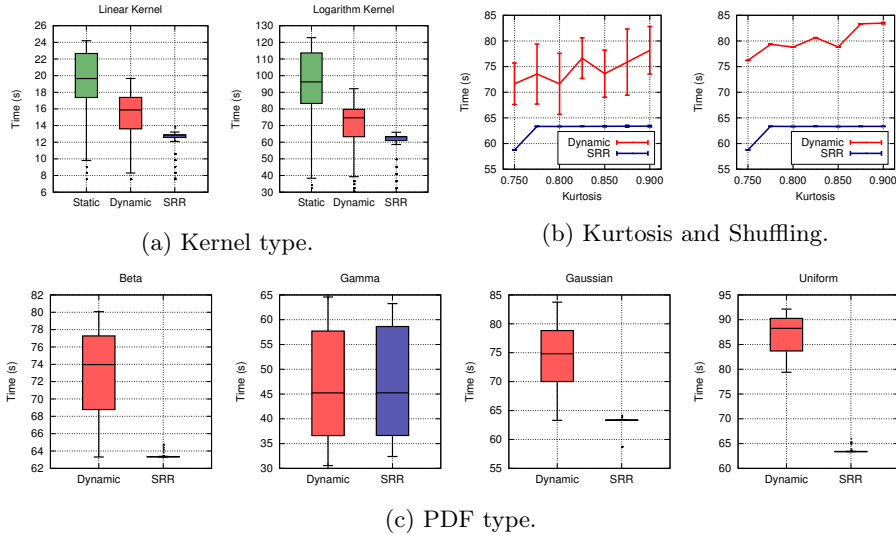 Linear Kernel
Time (s)
26
24
22
20
18
16
14
12
10
8
6
Static Dynamic SRR
Logarithm Kernel
Time (s)
130
120
110
100
90
80
70
60
50
40
30
Static Dynamic SRR
(a) Kernel type.
Time (s)
85
80
75
70
65
60
55
0.750 0.800 0.850 0.900
Kurtosis
Dynamic
SRR
Time (s)
85
80
75
70
65
60
55
0.750 0.800 0.850 0.900
Kurtosis
Dynamic
SRR
(b) Kurtosis and Shuffling.
Beta
Time (s)
82
80
78
76
74
72
70
68
66
64
62
Dynamic SRR
Gamma
Time (s)
65
60
55
50
45
40
35
30
Dynamic SRR
Gaussian
Time (s)
85
80
75
70
65
60
55
Dynamic SRR
Uniform
Time (s)
95
90
85
80
75
70
65
60
Dynamic SRR
(c) PDF type.